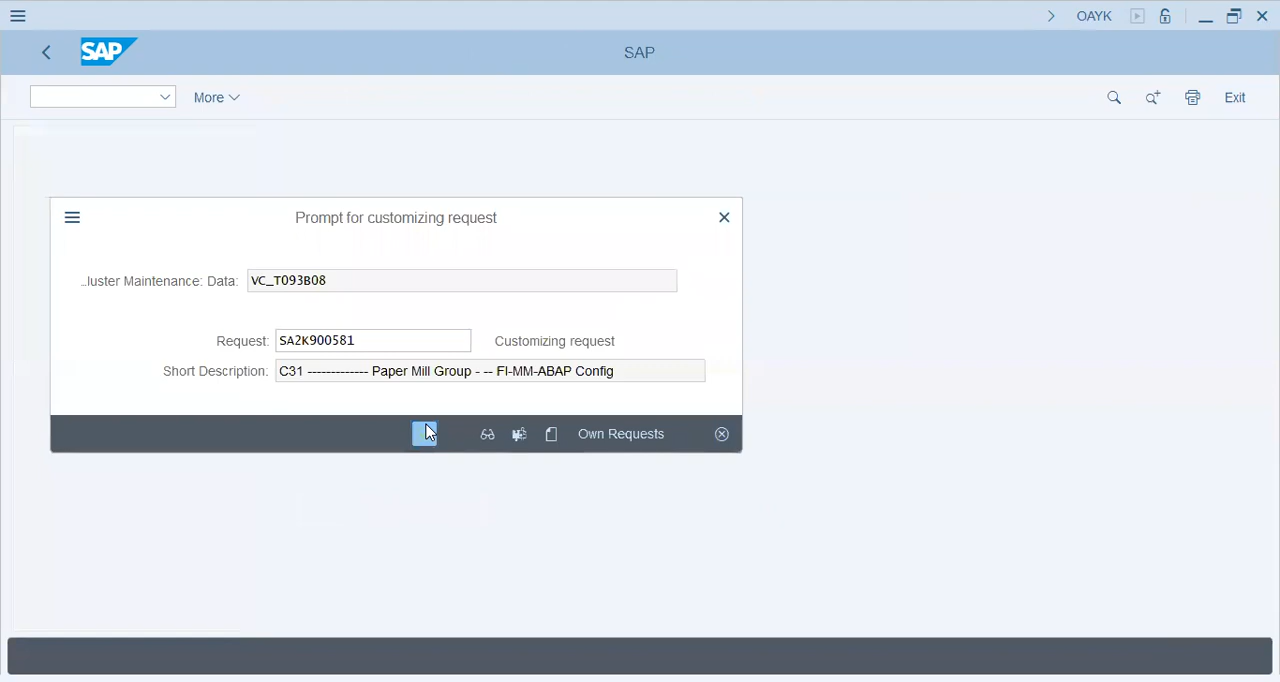 OAYK
SAP
SAP
More
Exit
Prompt for customizing request
..luster Maintenance: Data:
VC_T093B08
Request:
SA2K900581
Customizing request
Short Description:
C31 ------------- Paper Mill Group - -- FI-MM-ABAP Config
Own Requests